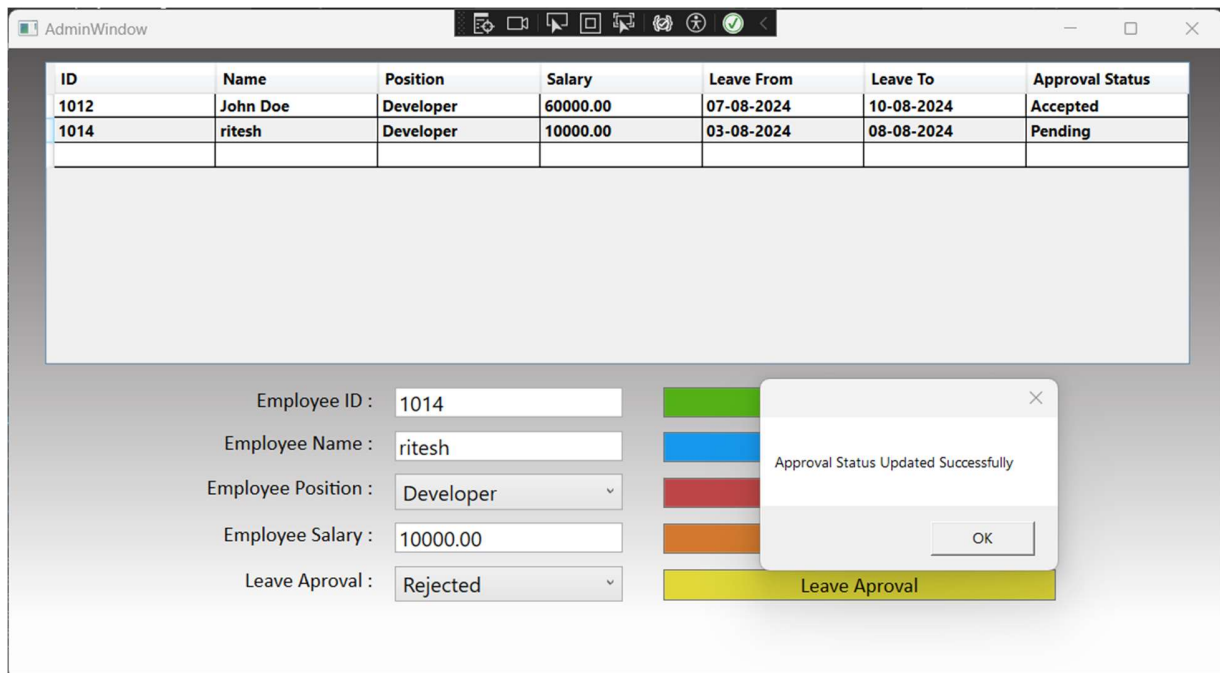 AdminWindow
ID Name Position Salary Leave From Leave To Approval Status
1012 John Doe Developer 60000.00 07-08-2024 10-08-2024 Accepted
1014 ritesh Developer 10000.00 03-08-2024 08-08-2024 Pending
Employee ID : 1014
Employee Name : ritesh
Approval Status Updated Successfully
Employee Position : Developer
Employee Salary : 10000.00
OK
Leave Aproval : Rejected
Leave Aproval